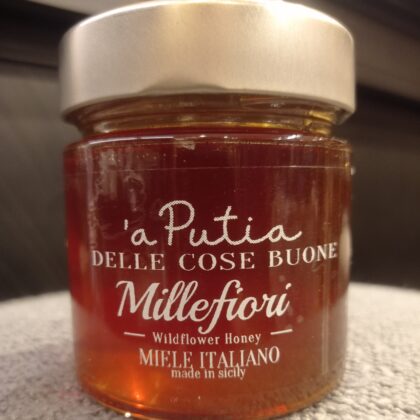 'a Putia
DELLE COSE BUONE
Millefiori
Wildflower Honey
MIELE ITALIANO
made in sicily